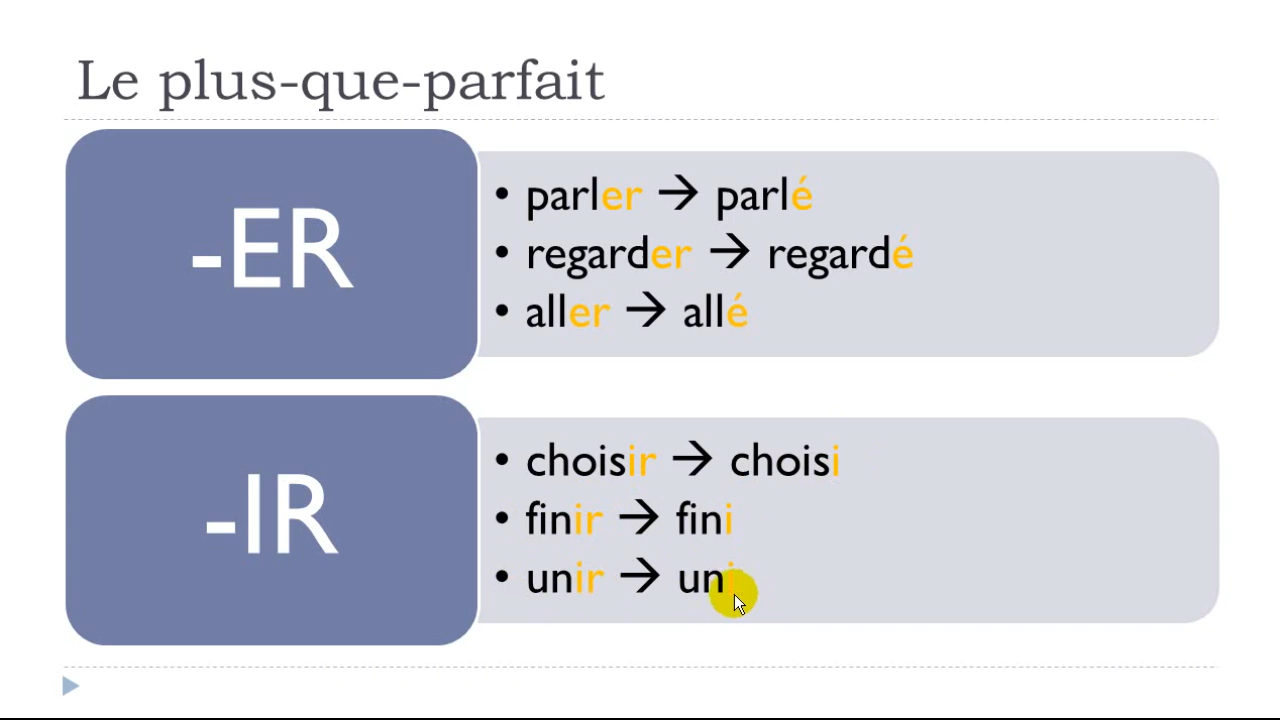 Le plus-que-parfait
-ER
• parler → parlé
• regarder → regardé
• aller → allé
-IR
• choisir → choisi
• finir → fini
• unir → uni